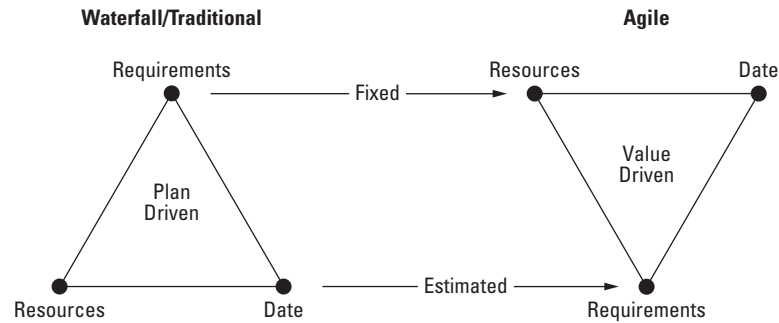 Waterfall/Traditional
Agile
Requirements
Resources
Date
Fixed
Plan
Driven
Value
Driven
Estimated
Resources
Date
Requirements